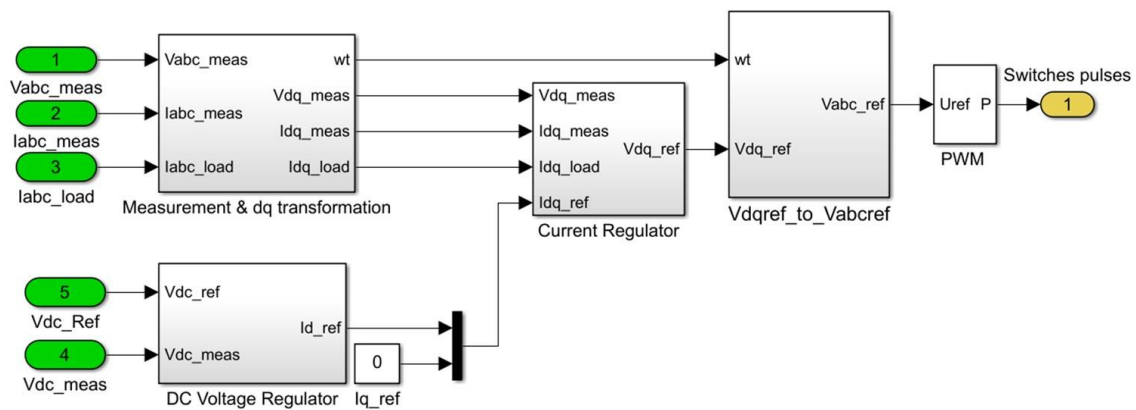 1
Vabc_meas
2
Iabc_meas
3
Iabc_load
Vabc_meas
Iabc_meas
Iabc_load
wt
Vdq_meas
Idq_meas
Idq_load
Measurement & dq transformation
Vdq_meas
Idq_meas
Idq_load
Idq_ref
Vdq_ref
Current Regulator
wt
Vdq_ref
Vabc_ref
Vdqref_to_Vabcref
Uref P
PWM
Switches pulses
1
5
Vdc_Ref
4
Vdc_meas
Vdc_ref
Vdc_meas
Id_ref
DC Voltage Regulator
0
Iq_ref